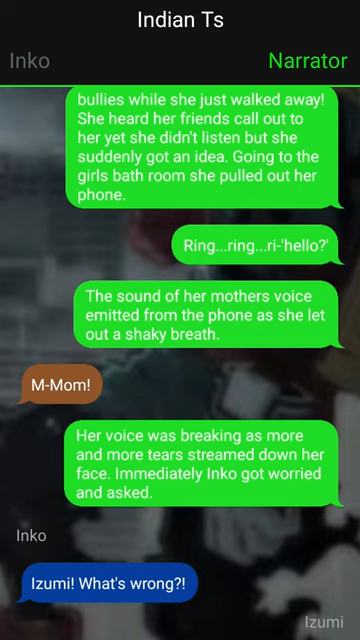 Indian Ts
Inko
Narrator
bullies while she just walked away!
She heard her friends call out to
her yet she didn't listen but she
suddenly got an idea. Going to the
girls bath room she pulled out her
phone.
Ring...ring...ri-'hello?'
The sound of her mothers voice
emitted from the phone as she let
out a shaky breath.
M-Mom!
Her voice was breaking as more
and more tears streamed down her
face. Immediately Inko got worried
and asked.
Inko
Izumi! What's wrong?!
Izumi